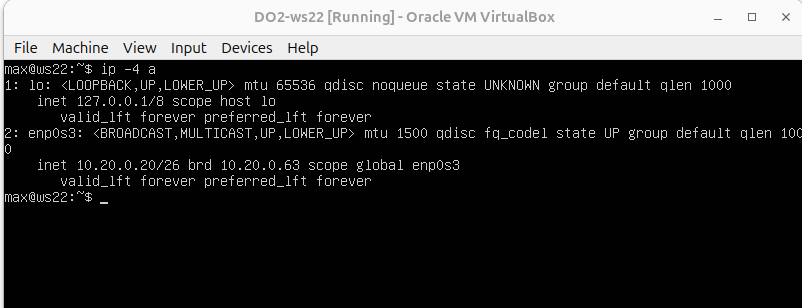 DO2-ws22 [Running] - Oracle VM VirtualBox
File Machine View Input Devices Help
max@ws22:~$ ip -4 a
1: lo: <LOOPBACK,UP,LOWER_UP> mtu 65536 qdisc noqueue state UNKNOWN group default qlen 1000
    inet 127.0.0.1/8 scope host lo
       valid_lft forever preferred_lft forever
2: enp0s3: <BROADCAST,MULTICAST,UP,LOWER_UP> mtu 1500 qdisc fq_codel state UP group default qlen 100
0
    inet 10.20.0.20/26 brd 10.20.0.63 scope global enp0s3
       valid_lft forever preferred_lft forever
max@ws22:~$ _